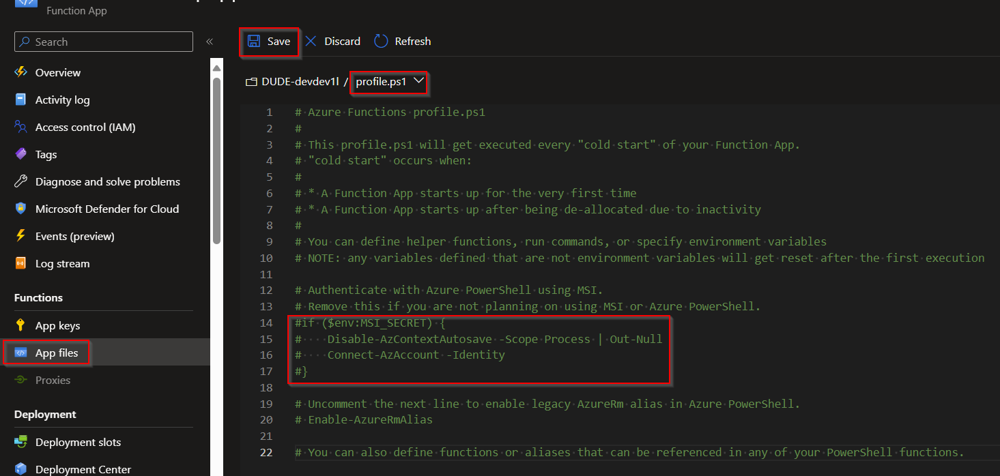 Function App
Search
«
Save
Discard
Refresh
Overview
Activity log
Access control (IAM)
Tags
Diagnose and solve problems
Microsoft Defender for Cloud
Events (preview)
Log stream
Functions
App keys
App files
Proxies
Deployment
Deployment slots
Deployment Center
DUDE-devdev1l / profile.ps1
1 # Azure Functions profile.ps1
2 #
3 # This profile.ps1 will get executed every "cold start" of your Function App.
4 # "cold start" occurs when:
5 #
6 # * A Function App starts up for the very first time
7 # * A Function App starts up after being de-allocated due to inactivity
8 #
9 # You can define helper functions, run commands, or specify environment variables
10 # NOTE: any variables defined that are not environment variables will get reset after the first execution
11
12 # Authenticate with Azure PowerShell using MSI.
13 # Remove this if you are not planning on using MSI or Azure PowerShell.
14 #if ($env:MSI_SECRET) {
15 #     Disable-AzContextAutosave -Scope Process | Out-Null
16 #     Connect-AzAccount -Identity
17 #}
18
19 # Uncomment the next line to enable legacy AzureRm alias in Azure PowerShell.
20 # Enable-AzureRmAlias
21
22 # You can also define functions or aliases that can be referenced in any of your PowerShell functions.